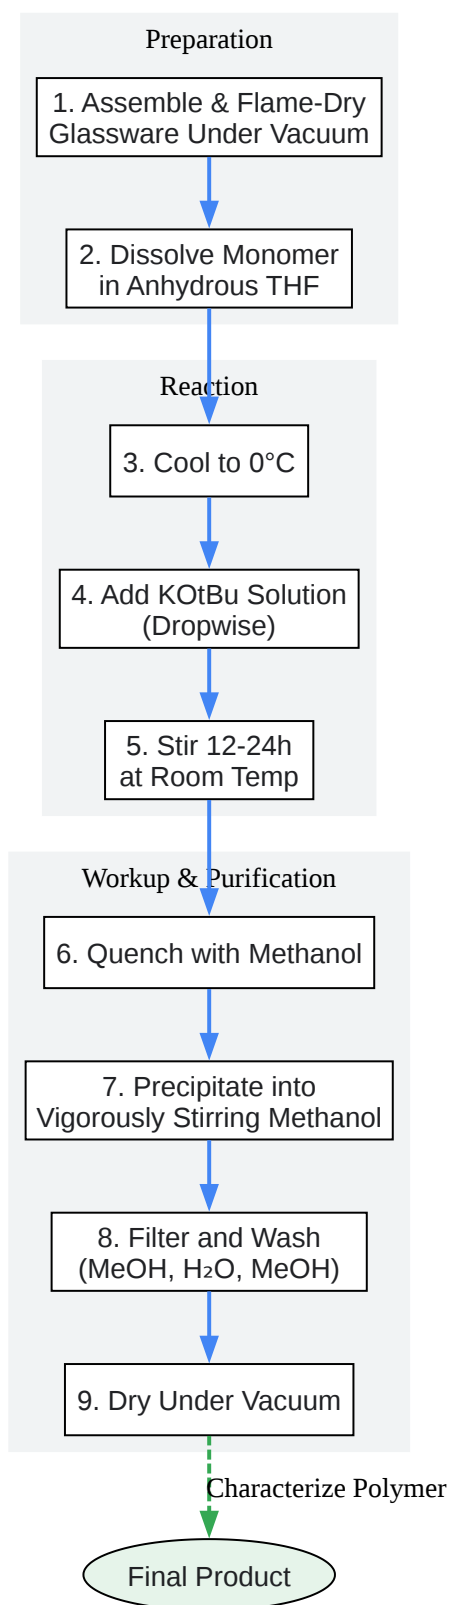 Preparation
1. Assemble & Flame-Dry
Glassware Under Vacuum
2. Dissolve Monomer
in Anhydrous THF
Reaction
3. Cool to 0°C
4. Add KOtBu Solution
(Dropwise)
5. Stir 12-24h
at Room Temp
Workup & Purification
6. Quench with Methanol
7. Precipitate into
Vigorously Stirring Methanol
8. Filter and Wash
(MeOH, H₂O, MeOH)
9. Dry Under Vacuum
Characterize Polymer
Final Product